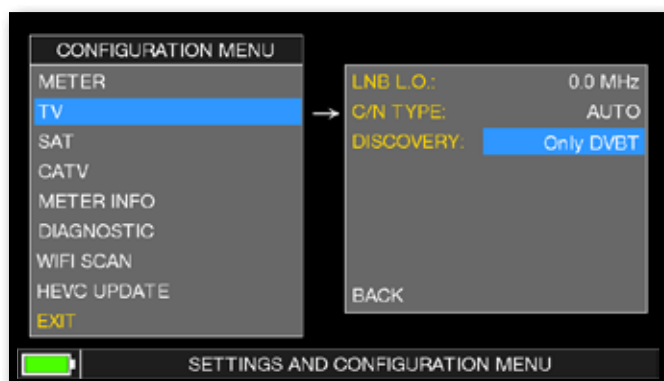 CONFIGURATION MENU
METER
TV
SAT
CATV
METER INFO
DIAGNOSTIC
WIFI SCAN
HEVC UPDATE
EXIT
→
LNB L.O.: 0.0 MHz
C/N TYPE: AUTO
DISCOVERY: Only DVBT
BACK
SETTINGS AND CONFIGURATION MENU